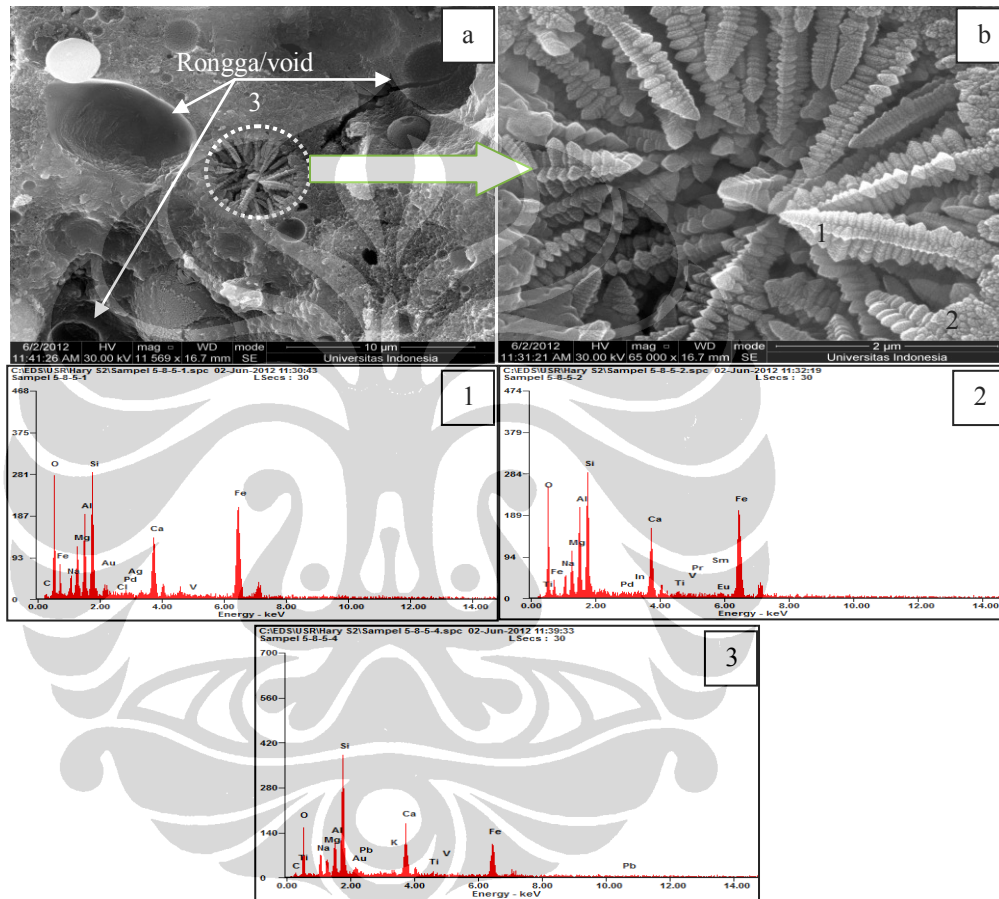 a
Rongga/void
3
6/2/2012 HV mag WD mode 10 µm
11:41:26 AM 30.00 kV 11 569 x 16.7 mm SE Universitas Indonesia
b
1
2
6/2/2012 HV mag WD mode 2 µm
11:31:21 AM 30.00 kV 65 000 x 16.7 mm SE Universitas Indonesia
C:\EDS\USR\Hary S2\Sampel 5-8-5-1.spc 02-Jun-2012 11:30:43
Sampel 5-8-5-1 LSecs : 30
1
468
375
281
187
93
O Si Fe
Al
Ca
Mg
Fe Au Ag
Na Pd
C Cl V
0.00 2.00 4.00 6.00 8.00 10.00 12.00 14.00
Energy - keV
C:\EDS\USR\Hary S2\Sampel 5-8-5-2.spc 02-Jun-2012 11:32:19
Sampel 5-8-5-2 LSecs : 30
2
474
379
284
189
94
Si
O Al Fe
Ca
Mg
Na Sm
Fe In Pr
Ti Pd Ti V Eu
0.00 2.00 4.00 6.00 8.00 10.00 12.00 14.00
Energy - keV
C:\EDS\USR\Hary S2\Sampel 5-8-5-4.spc 02-Jun-2012 11:39:33
Sampel 5-8-5-4 LSecs : 30
3
700
560
420
280
140
Si
O Ca
Al Fe
Mg K
Na Pb V
Ti Au Ti Pb
C
0.00 2.00 4.00 6.00 8.00 10.00 12.00 14.00
Energy - keV